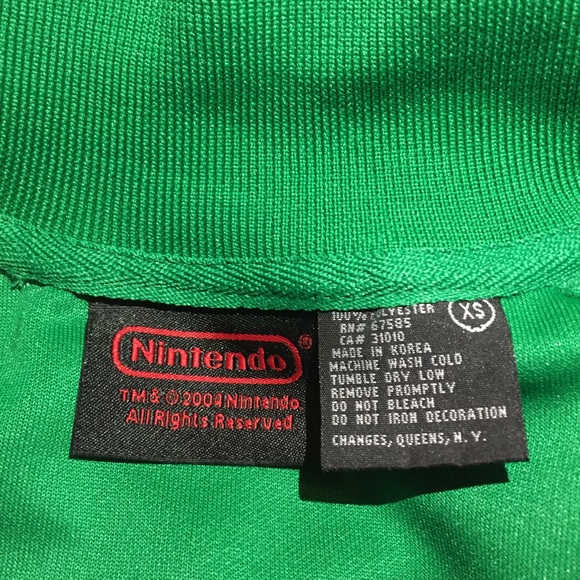 Nintendo®
TM & © 2004 Nintendo.
All Rights Reserved.
100% POLYESTER
XS
RN# 67585
CA# 31010
MADE IN KOREA
MACHINE WASH COLD
TUMBLE DRY LOW
REMOVE PROMPTLY
DO NOT BLEACH
DO NOT IRON DECORATION
CHANGES, QUEENS, N.Y.